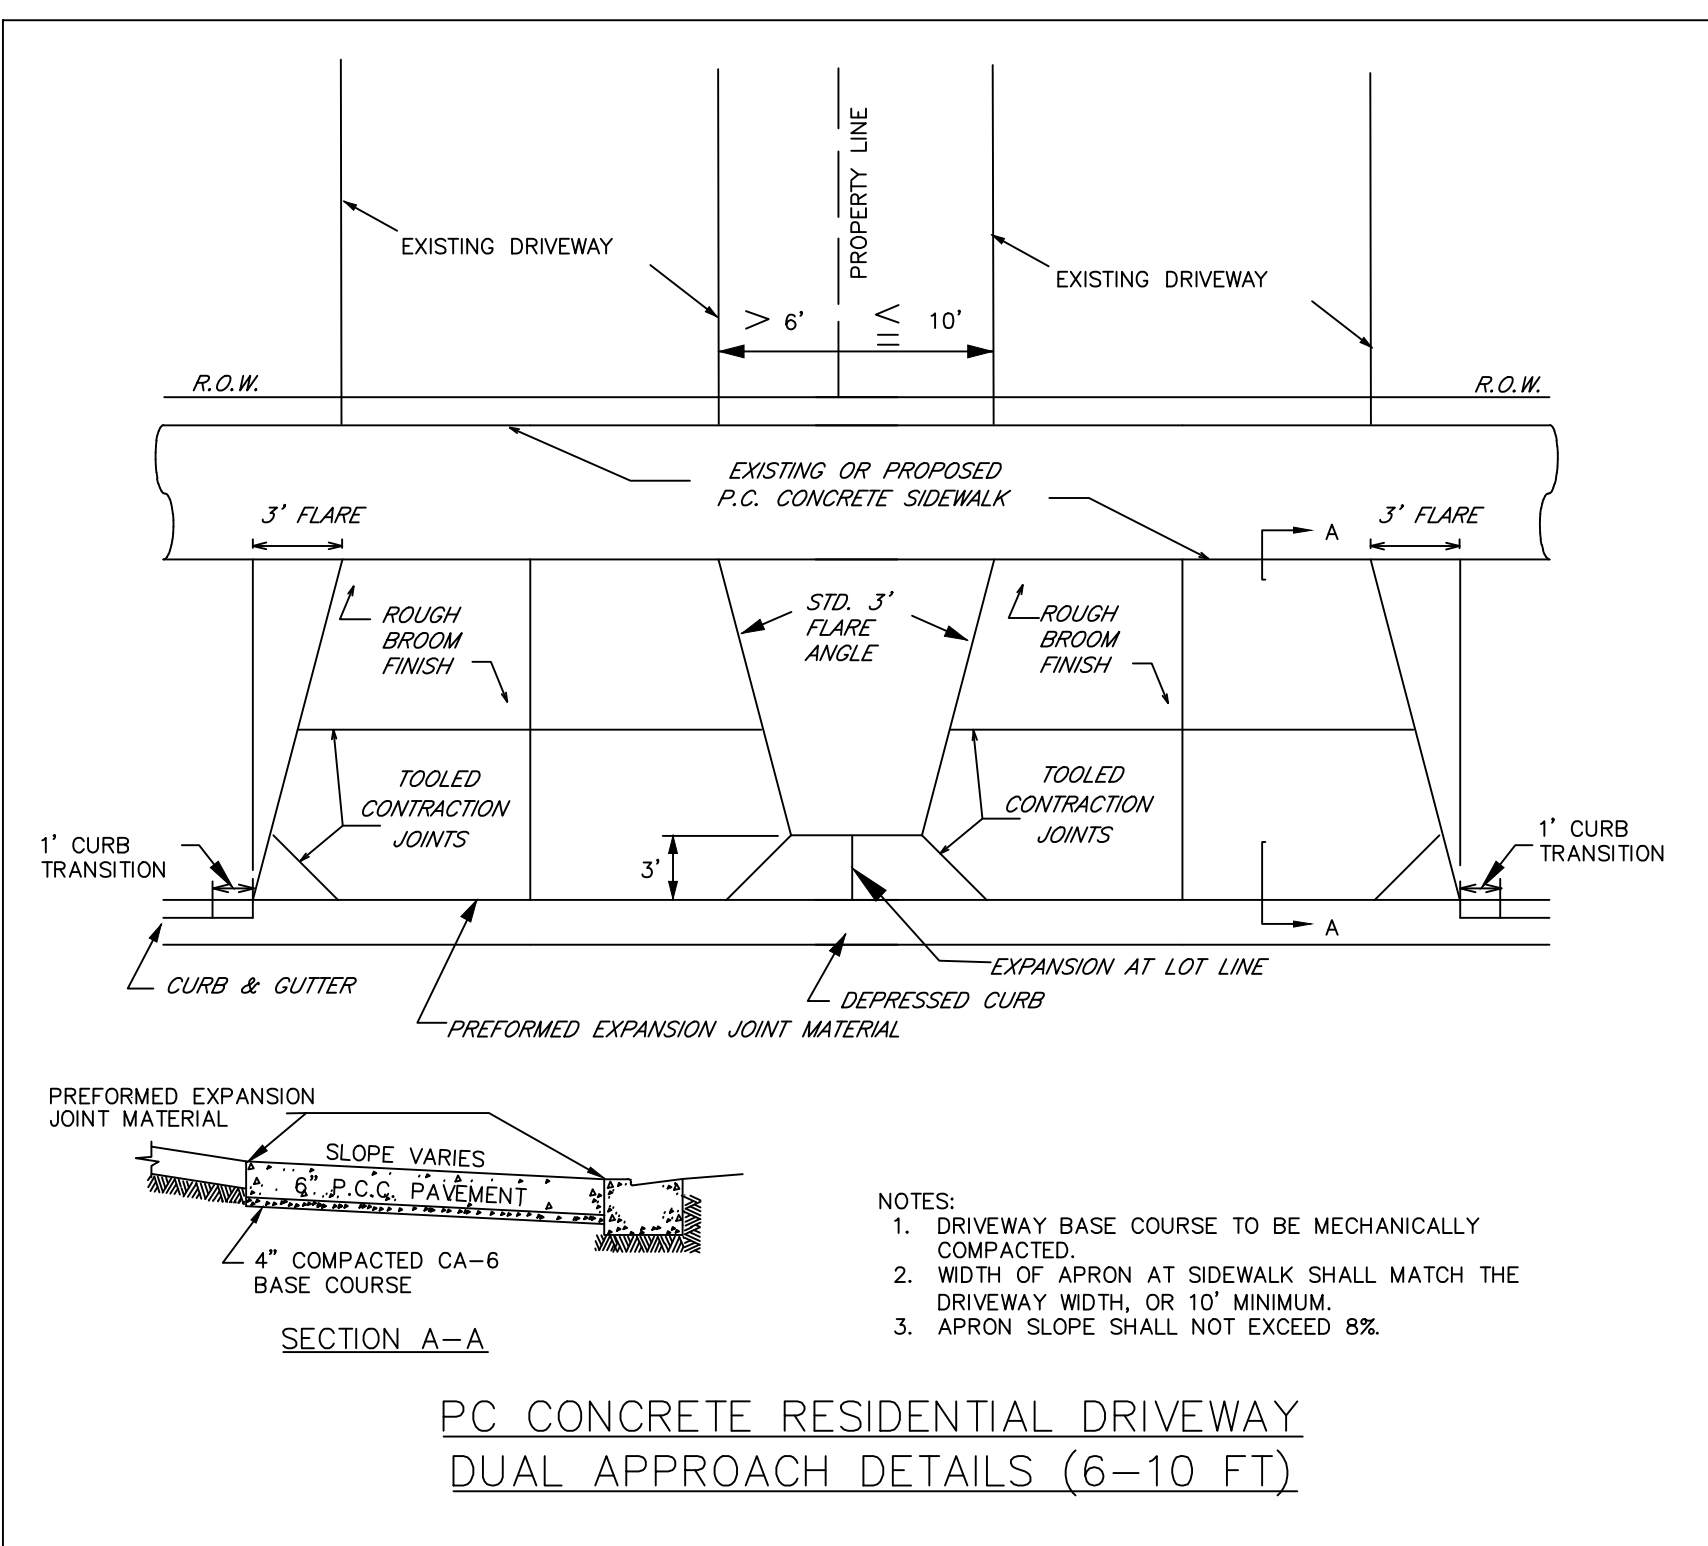 PROPERTY LINE
EXISTING DRIVEWAY
EXISTING DRIVEWAY
> 6' ≦ 10'
R.O.W.
R.O.W.
EXISTING OR PROPOSED
P.C. CONCRETE SIDEWALK
3' FLARE
3' FLARE
A
STD. 3'
FLARE
ANGLE
ROUGH
BROOM
FINISH
ROUGH
BROOM
FINISH
TOOLED
CONTRACTION
JOINTS
TOOLED
CONTRACTION
JOINTS
1' CURB
TRANSITION
3'
1' CURB
TRANSITION
A
CURB & GUTTER
EXPANSION AT LOT LINE
DEPRESSED CURB
PREFORMED EXPANSION JOINT MATERIAL
PREFORMED EXPANSION
JOINT MATERIAL
SLOPE VARIES
6" P.C.C. PAVEMENT
4" COMPACTED CA-6
BASE COURSE
SECTION A-A
NOTES:
1. DRIVEWAY BASE COURSE TO BE MECHANICALLY
COMPACTED.
2. WIDTH OF APRON AT SIDEWALK SHALL MATCH THE
DRIVEWAY WIDTH, OR 10' MINIMUM.
3. APRON SLOPE SHALL NOT EXCEED 8%.
PC CONCRETE RESIDENTIAL DRIVEWAY
DUAL APPROACH DETAILS (6-10 FT)